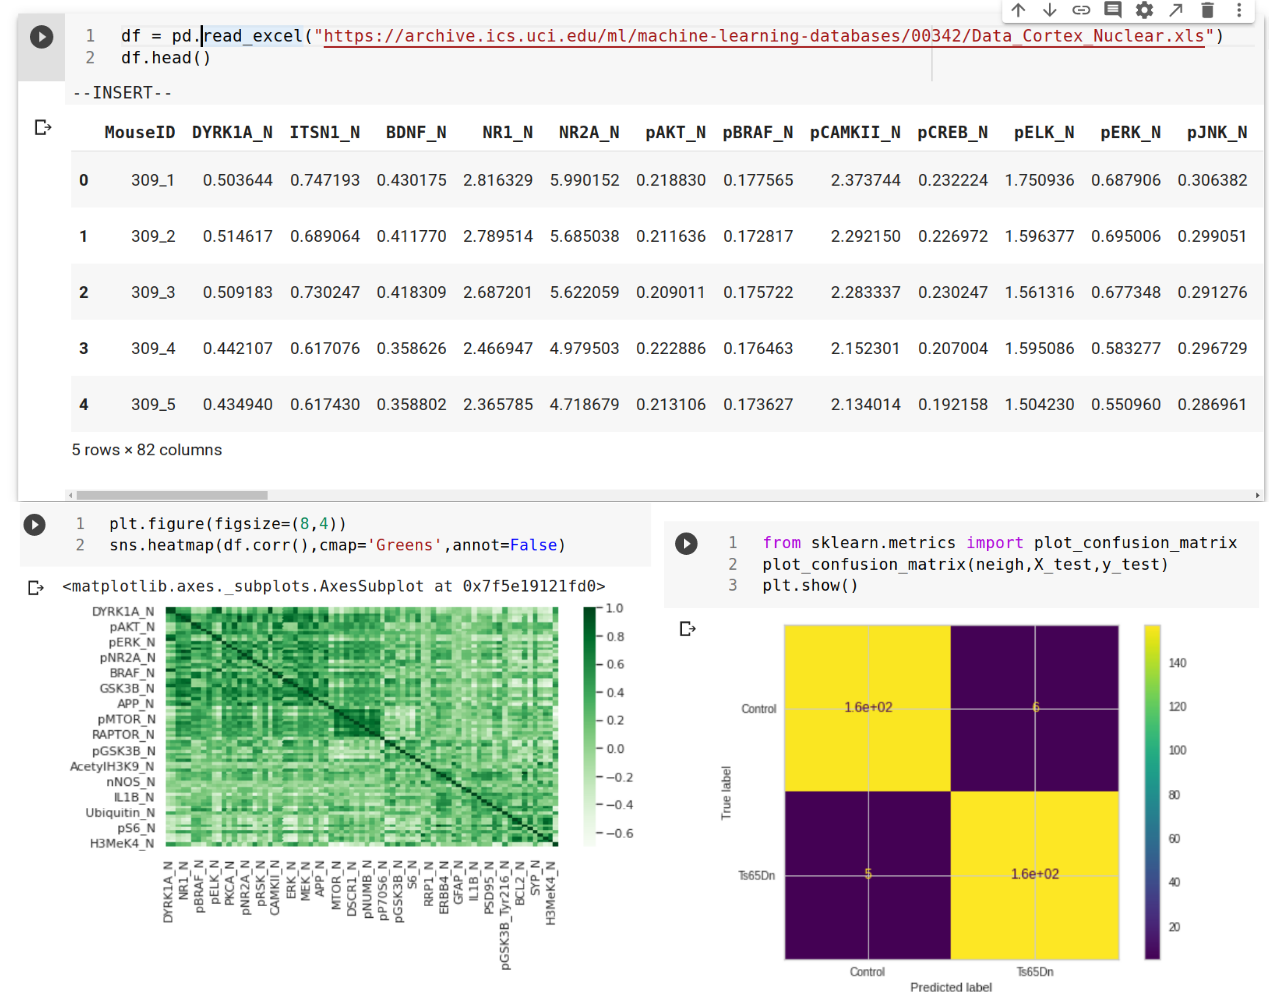 1 df = pd.read_excel("https://archive.ics.uci.edu/ml/machine-learning-databases/00342/Data_Cortex_Nuclear.xls")
2 df.head()
--INSERT--
MouseID DYRK1A_N ITSN1_N BDNF_N NR1_N NR2A_N pAKT_N pBRAF_N pCAMKII_N pCREB_N pELK_N pERK_N pJNK_N
0 309_1 0.503644 0.747193 0.430175 2.816329 5.990152 0.218830 0.177565 2.373744 0.232224 1.750936 0.687906 0.306382
1 309_2 0.514617 0.689064 0.411770 2.789514 5.685038 0.211636 0.172817 2.292150 0.226972 1.596377 0.695006 0.299051
2 309_3 0.509183 0.730247 0.418309 2.687201 5.622059 0.209011 0.175722 2.283337 0.230247 1.561316 0.677348 0.291276
3 309_4 0.442107 0.617076 0.358626 2.466947 4.979503 0.222886 0.176463 2.152301 0.207004 1.595086 0.583277 0.296729
4 309_5 0.434940 0.617430 0.358802 2.365785 4.718679 0.213106 0.173627 2.134014 0.192158 1.504230 0.550960 0.286961
5 rows × 82 columns
1 plt.figure(figsize=(8,4))
2 sns.heatmap(df.corr(),cmap='Greens',annot=False)
<matplotlib.axes._subplots.AxesSubplot at 0x7f5e19121fd0>
DYRK1A_N
pAKT_N
pERK_N
pNR2A_N
BRAF_N
GSK3B_N
APP_N
pMTOR_N
RAPTOR_N
pGSK3B_N
AcetylH3K9_N
nNOS_N
IL1B_N
Ubiquitin_N
pS6_N
H3MeK4_N
1.0
0.8
0.6
0.4
0.2
0.0
−0.2
−0.4
−0.6
DYRK1A_N
NR1_N
pBRAF_N
pELK_N
PKCA_N
pNR2A_N
pRSK_N
CAMKII_N
ERK_N
MEK_N
APP_N
MTOR_N
DSCR1_N
pNUMB_N
pP70S6_N
pGSK3B_N
S6_N
RRP1_N
ERBB4_N
GFAP_N
IL1B_N
PSD95_N
pGSK3B_Tyr216_N
BCL2_N
SYP_N
H3MeK4_N
1 from sklearn.metrics import plot_confusion_matrix
2 plot_confusion_matrix(neigh,X_test,y_test)
3 plt.show()
True label
Control
Ts65Dn
1.6e+02 6
5 1.6e+02
Control Ts65Dn
Predicted label
140
120
100
80
60
40
20